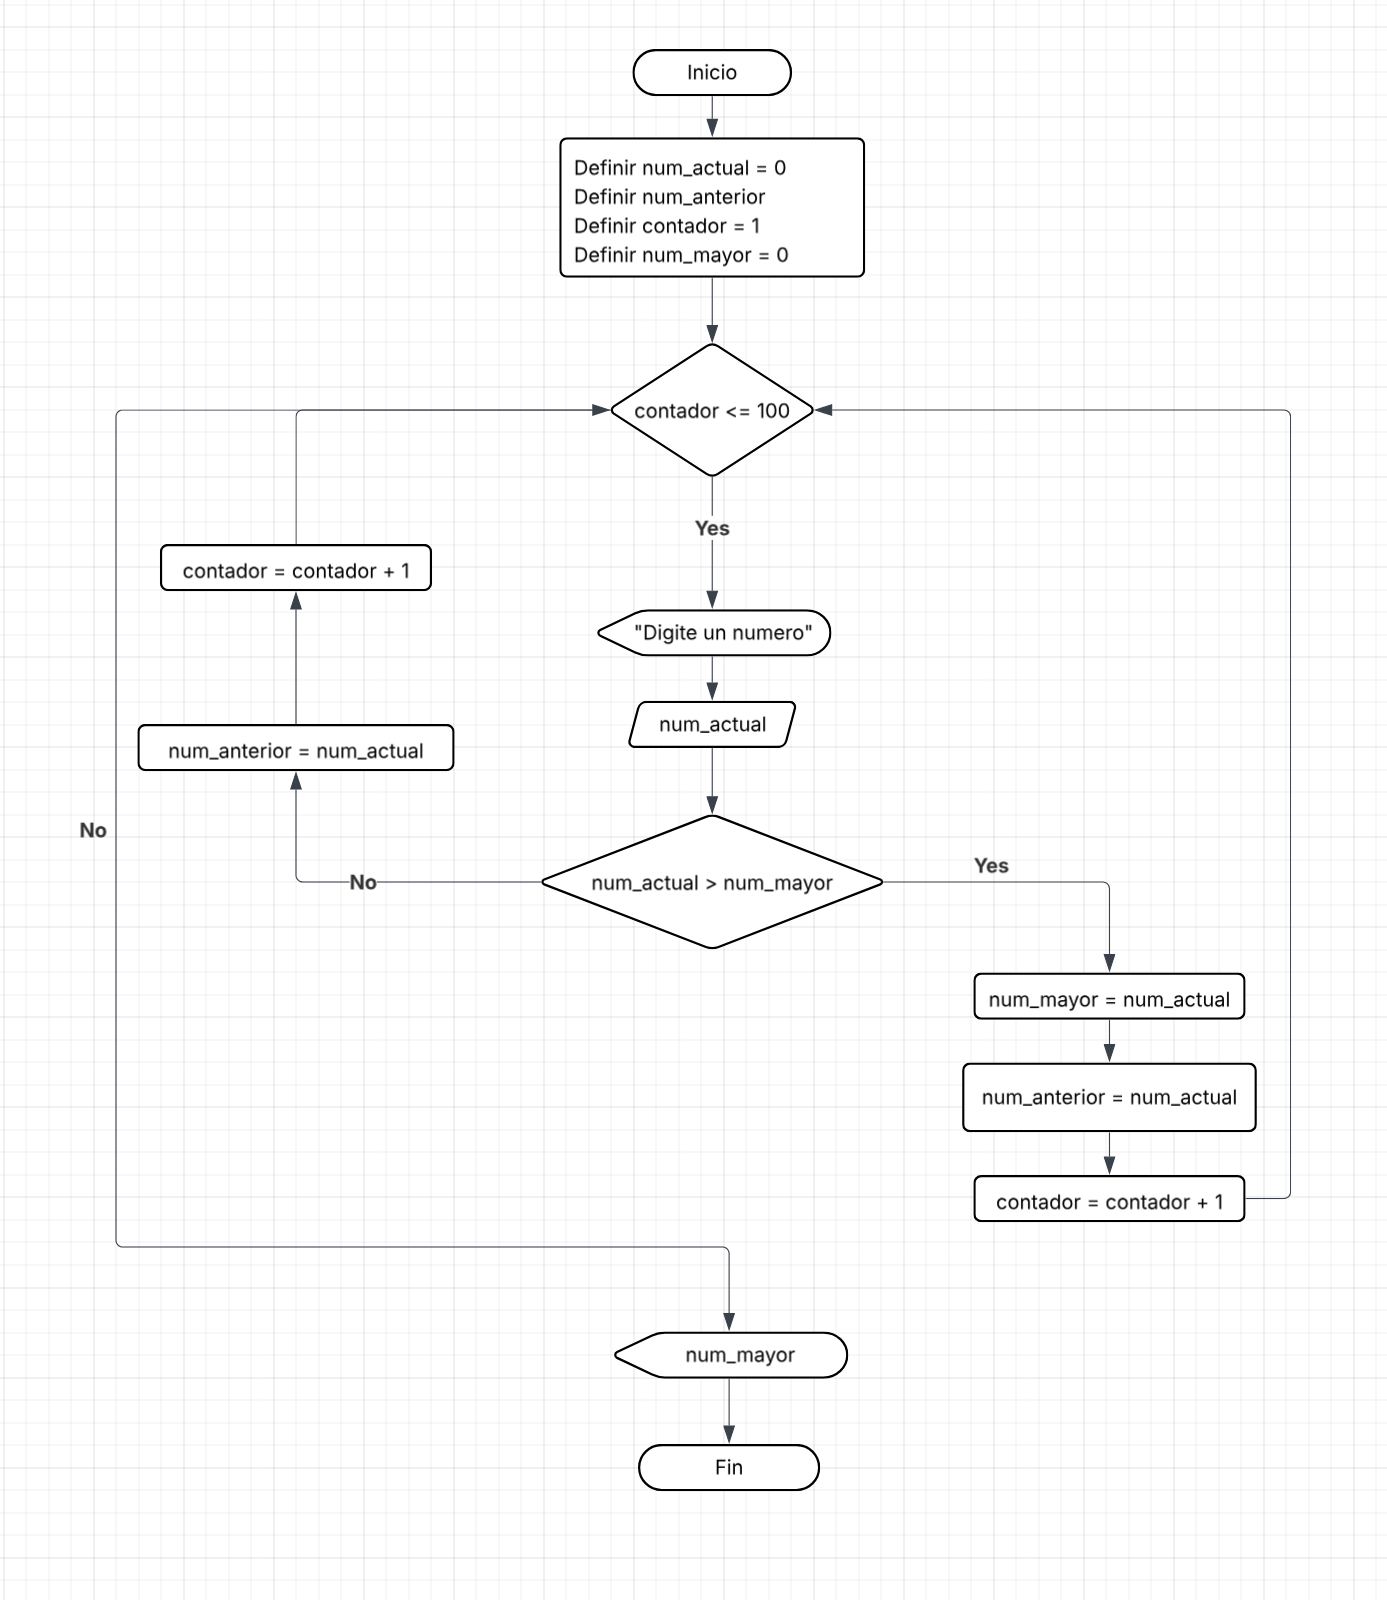 Inicio
Definir num_actual = 0
Definir num_anterior
Definir contador = 1
Definir num_mayor = 0
contador <= 100
Yes
contador = contador + 1
"Digite un numero"
num_actual
num_anterior = num_actual
No
No
num_actual > num_mayor
Yes
num_mayor = num_actual
num_anterior = num_actual
contador = contador + 1
num_mayor
Fin